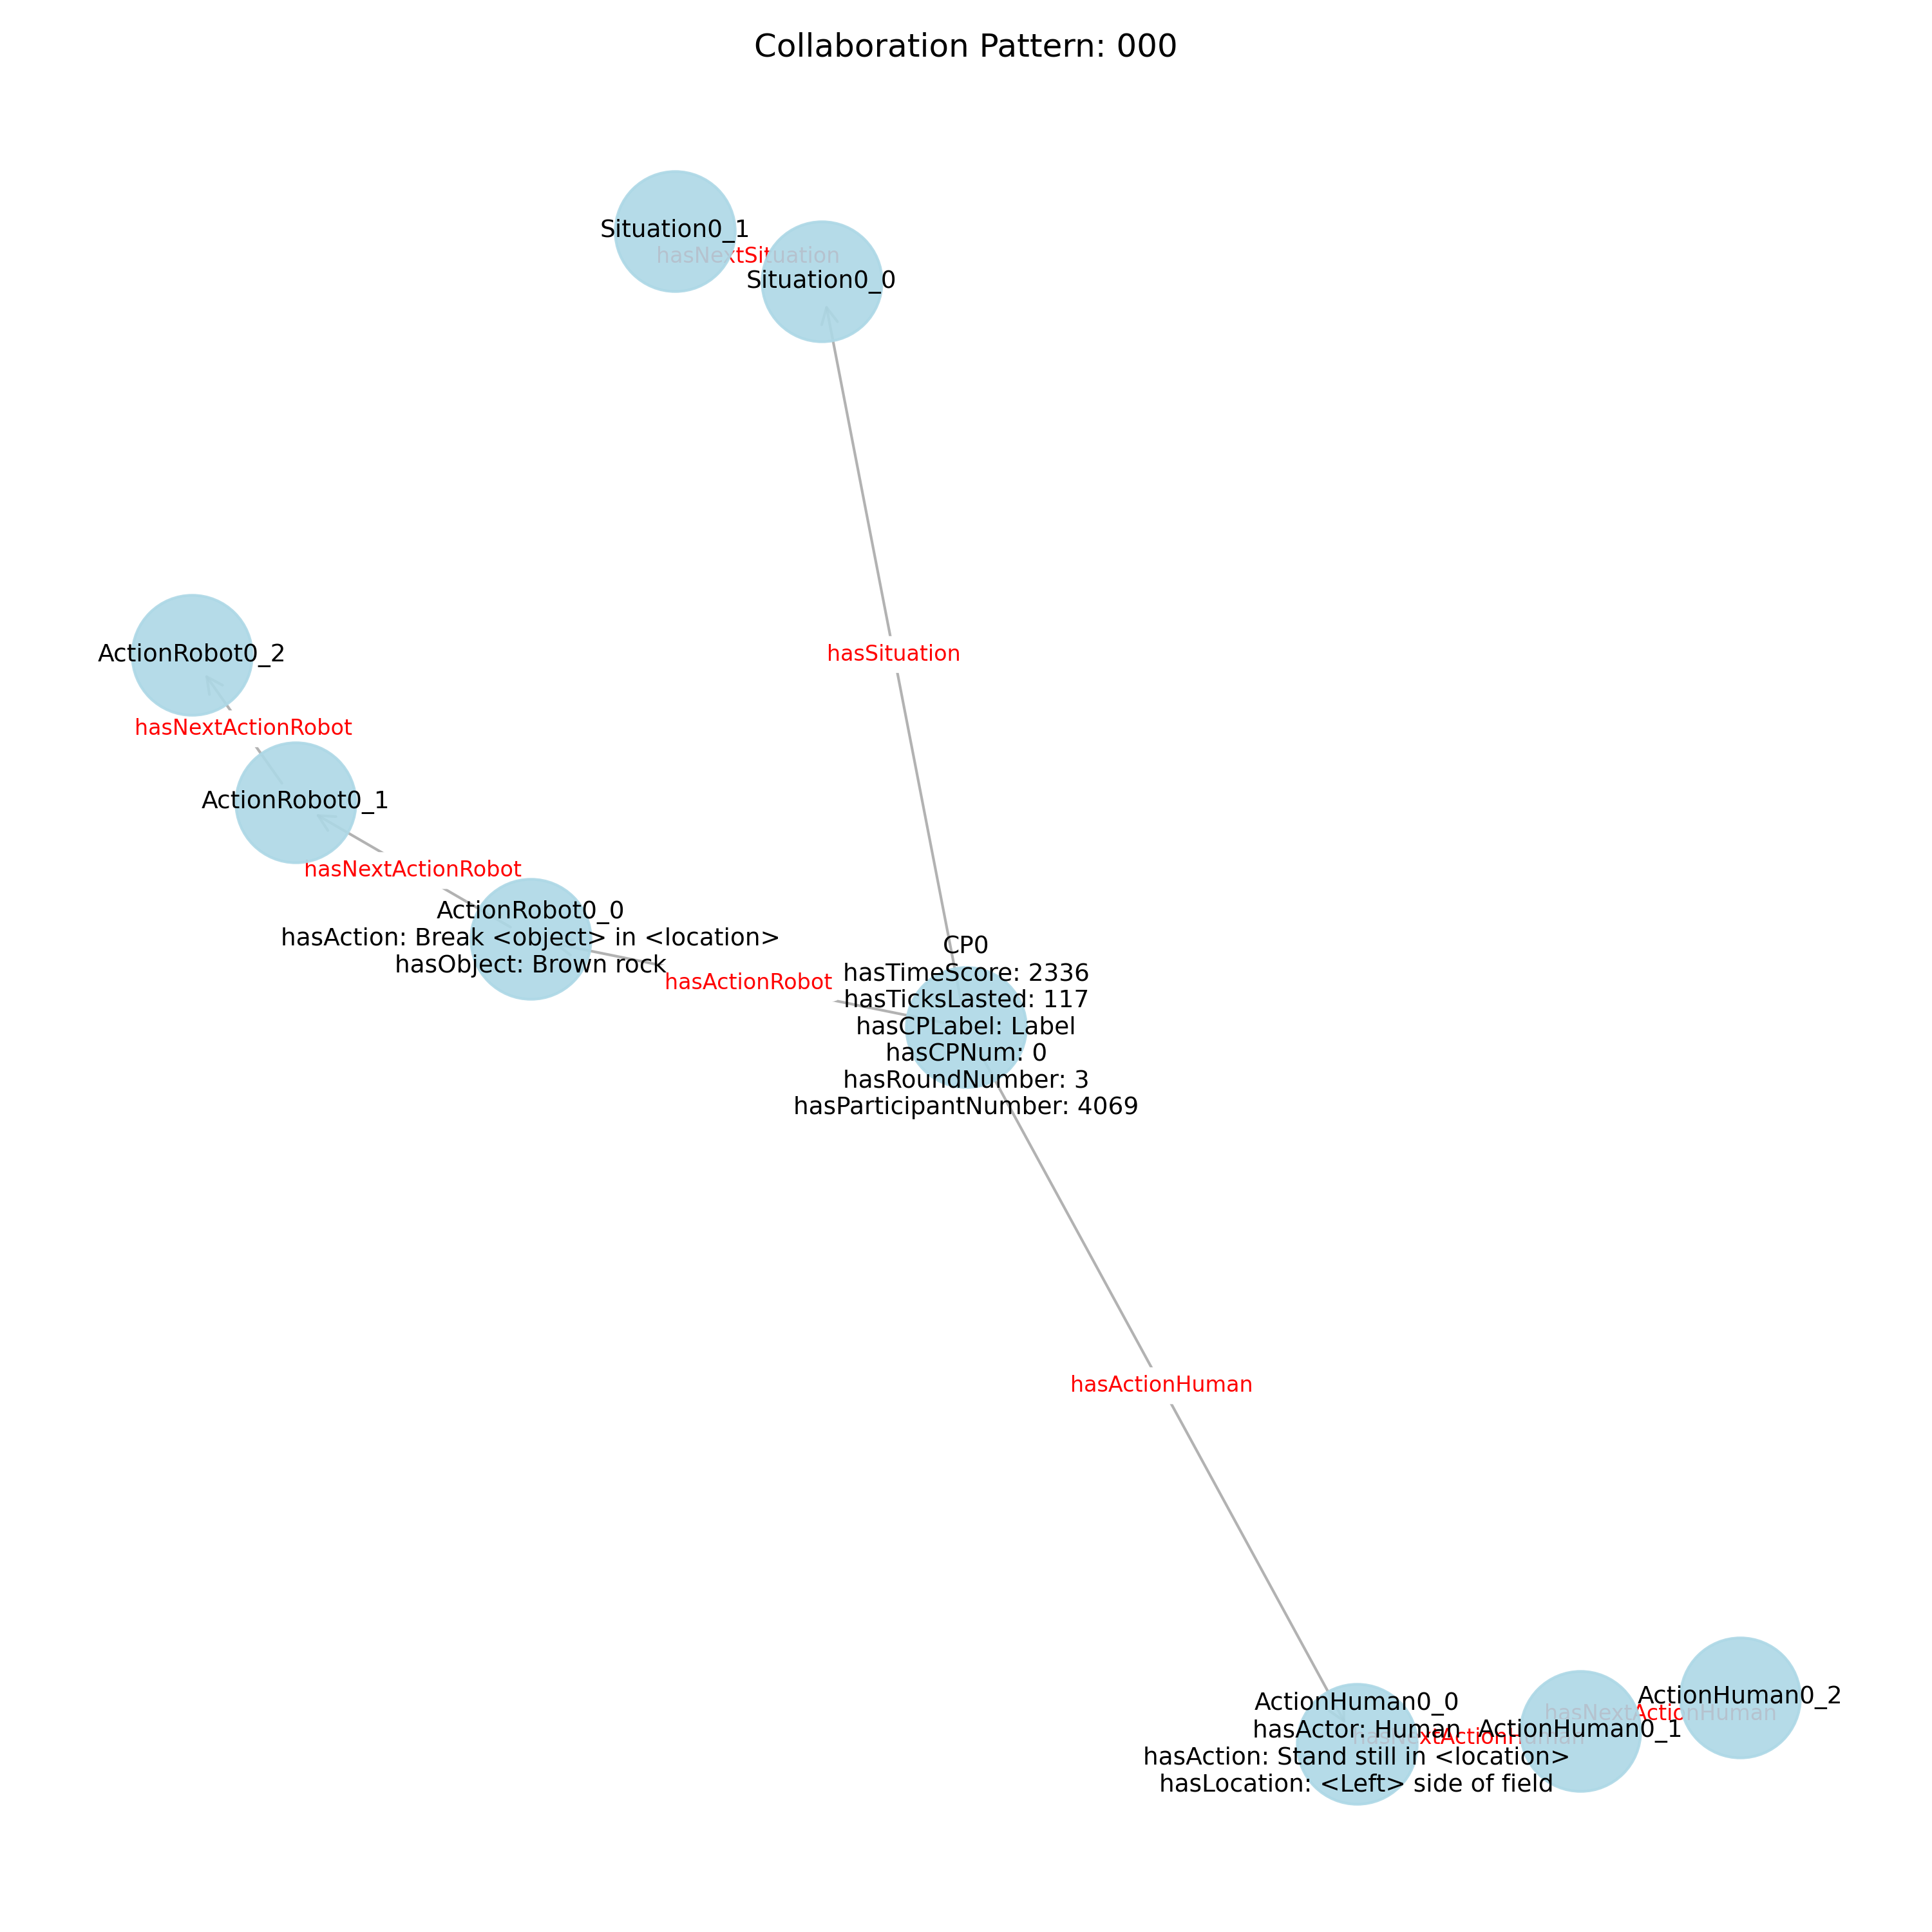 Collaboration Pattern: 000
Situation0_1
hasNextSituation
Situation0_0
hasSituation
ActionRobot0_2
hasNextActionRobot
ActionRobot0_1
hasNextActionRobot
ActionRobot0_0
hasAction: Break <object> in <location>
hasObject: Brown rock
hasActionRobot
CP0
hasTimeScore: 2336
hasTicksLasted: 117
hasCPLabel: Label
hasCPNum: 0
hasRoundNumber: 3
hasParticipantNumber: 4069
hasActionHuman
ActionHuman0_0
hasActor: Human
hasAction: Stand still in <location>
hasLocation: <Left> side of field
hasNextActionHuman
ActionHuman0_1
hasNextActionHuman
ActionHuman0_2